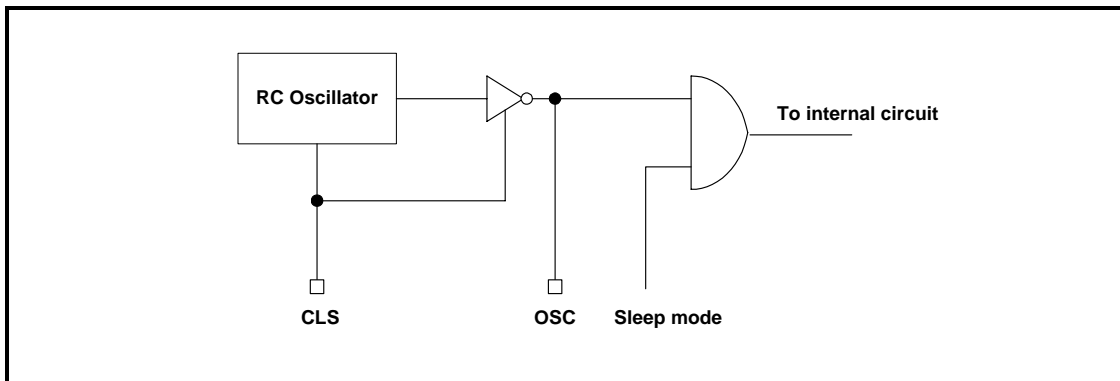 RC Oscillator
To internal circuit
CLS
OSC
Sleep mode